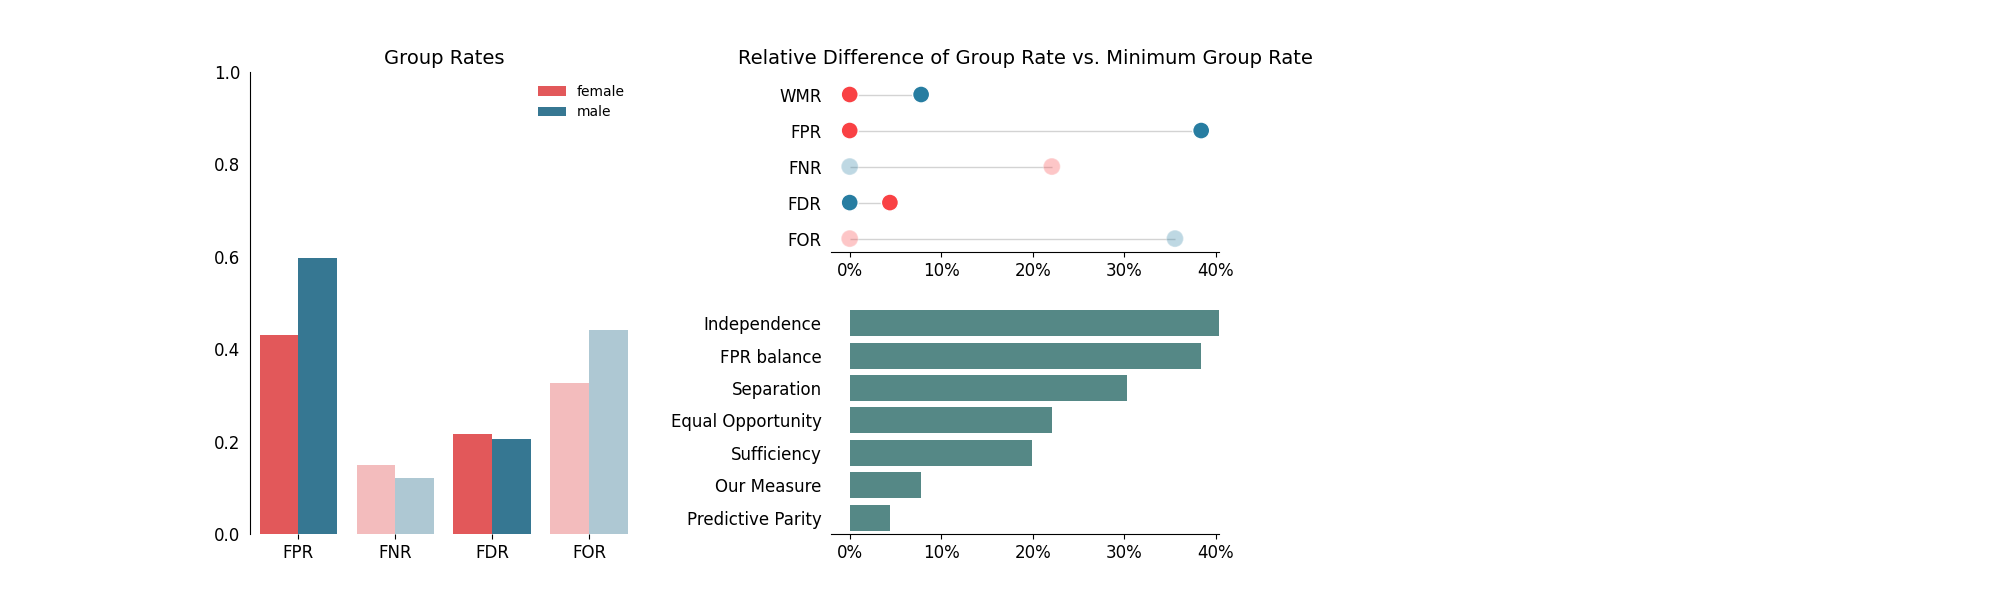 Group Rates
1.0
0.8
0.6
0.4
0.2
0.0
female
male
FPR
FNR
FDR
FOR
Relative Difference of Group Rate vs. Minimum Group Rate
WMR
FPR
FNR
FDR
FOR
0%
10%
20%
30%
40%
Independence
FPR balance
Separation
Equal Opportunity
Sufficiency
Our Measure
Predictive Parity
0%
10%
20%
30%
40%